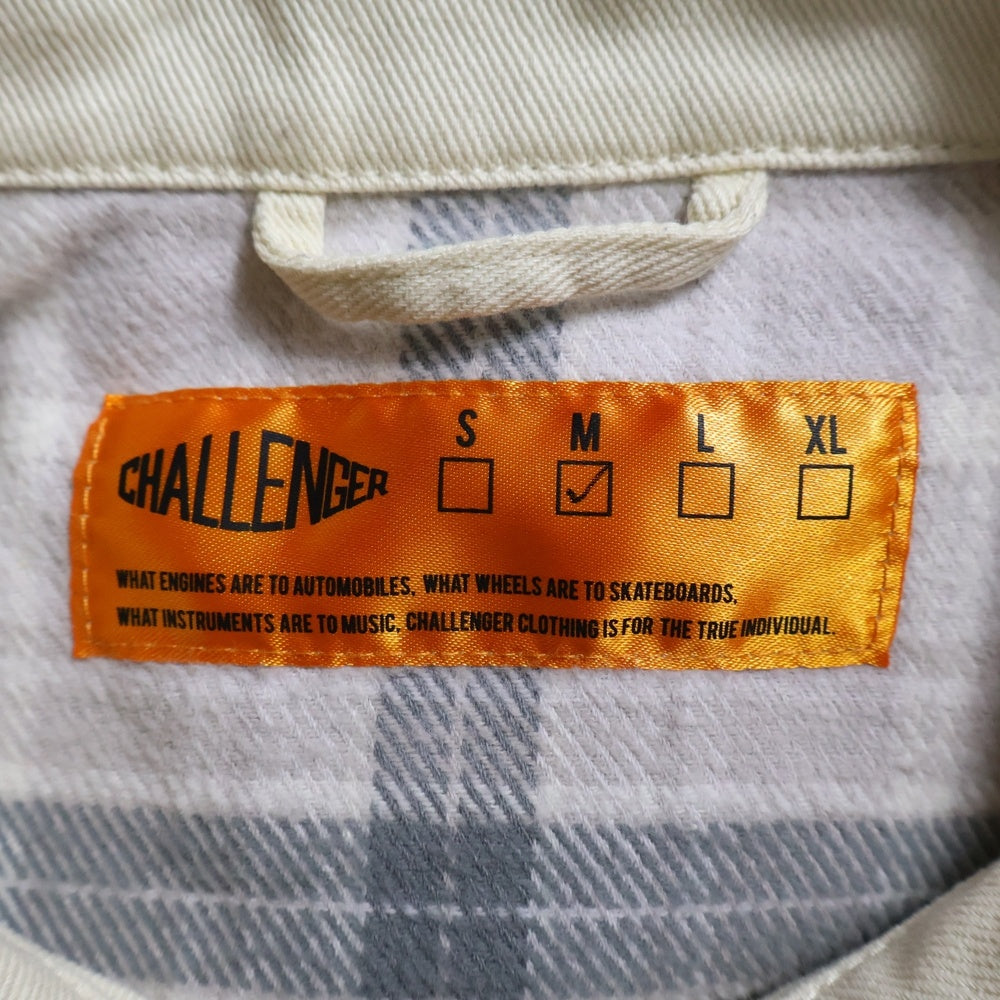 CHALLENGER
S M L XL
WHAT ENGINES ARE TO AUTOMOBILES, WHAT WHEELS ARE TO SKATEBOARDS,
WHAT INSTRUMENTS ARE TO MUSIC, CHALLENGER CLOTHING IS FOR THE TRUE INDIVIDUAL.